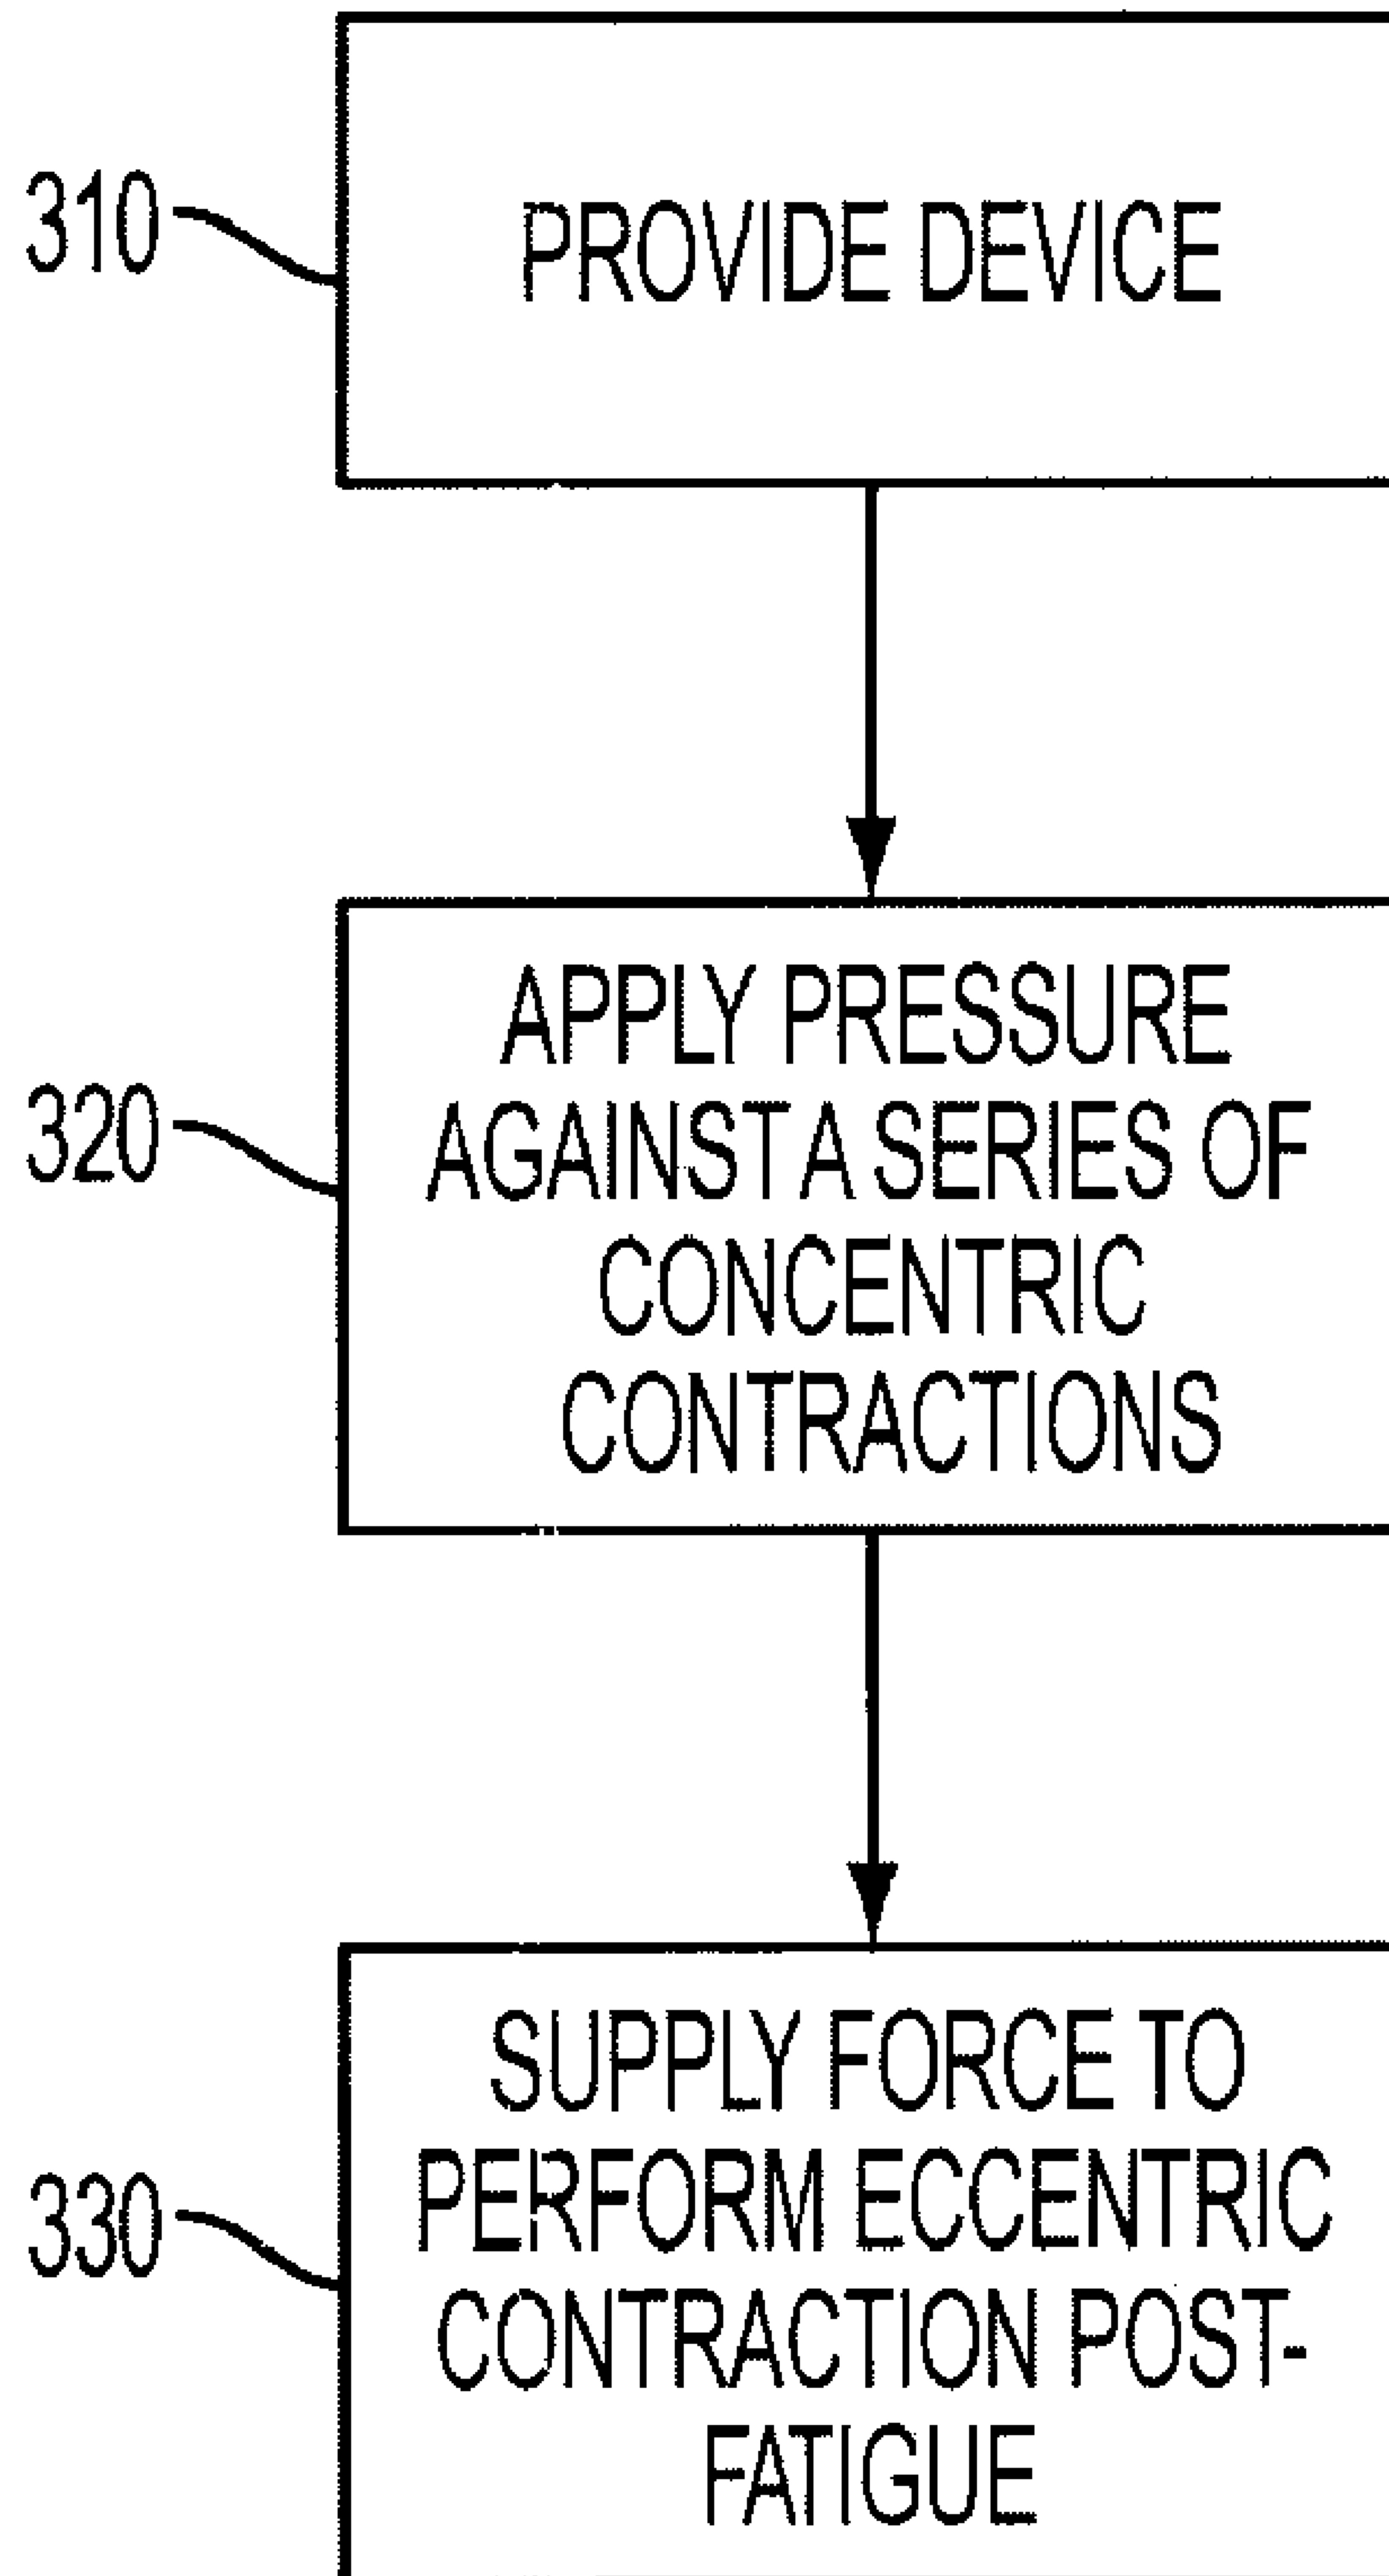 310
PROVIDE DEVICE
320
APPLY PRESSURE
AGAINST A SERIES OF
CONCENTRIC
CONTRACTIONS
330
SUPPLY FORCE TO
PERFORM ECCENTRIC
CONTRACTION POST-
FATIGUE